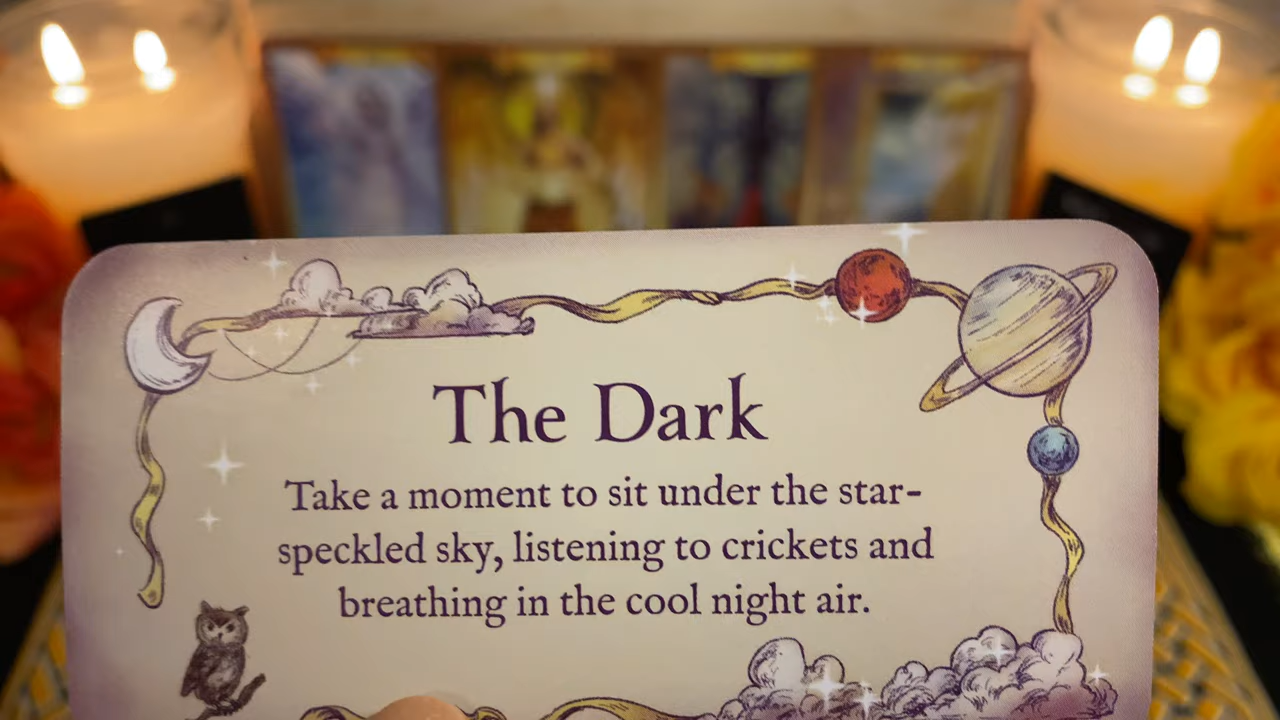 The Dark
Take a moment to sit under the star-
speckled sky, listening to crickets and
breathing in the cool night air.